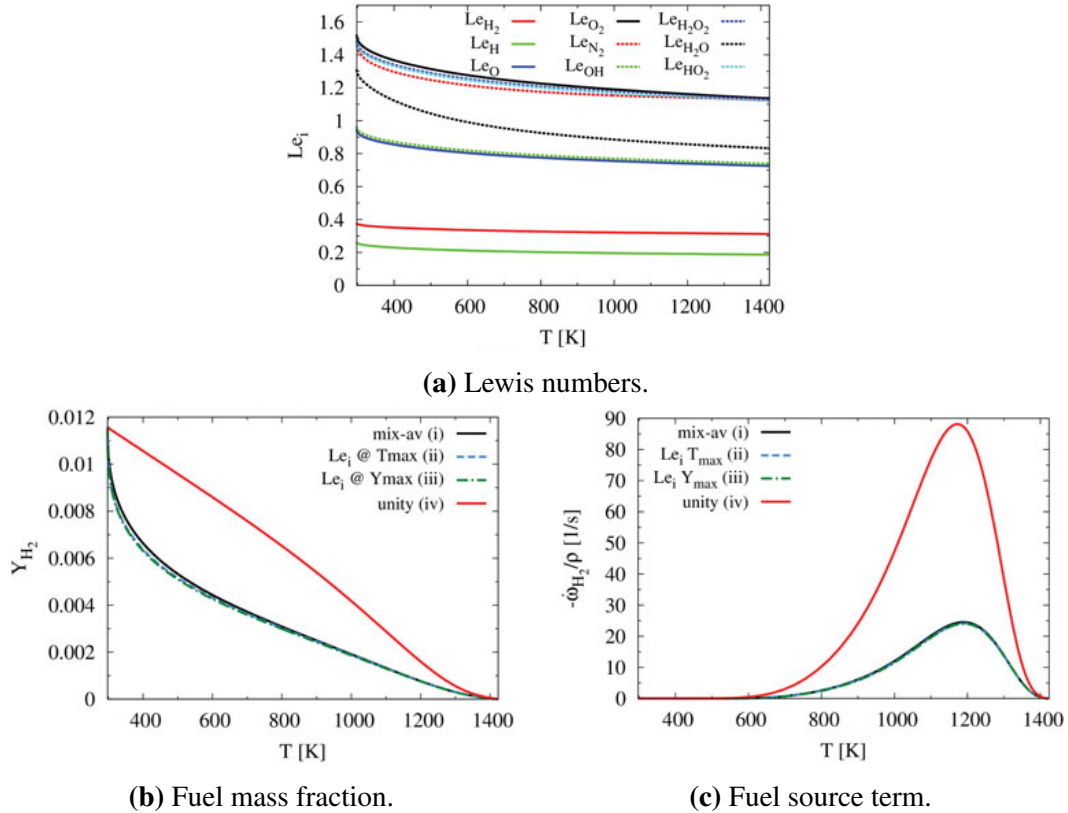 1.6
1.4
1.2
1
0.8
0.6
0.4
0.2
0
Le_i
Le_H2 Le_O2 Le_H2O2
Le_H Le_N2 Le_H2O
Le_O Le_OH Le_HO2
400 600 800 1000 1200 1400
T [K]
(a) Lewis numbers.
0.012
0.01
0.008
0.006
0.004
0.002
0
Y_H2
mix-av (i)
Le_i @ Tmax (ii)
Le_i @ Ymax (iii)
unity (iv)
400 600 800 1000 1200 1400
T [K]
(b) Fuel mass fraction.
90
80
70
60
50
40
30
20
10
0
-ω̇_H2/ρ [1/s]
mix-av (i)
Le_i T_max (ii)
Le_i Y_max (iii)
unity (iv)
400 600 800 1000 1200 1400
T [K]
(c) Fuel source term.